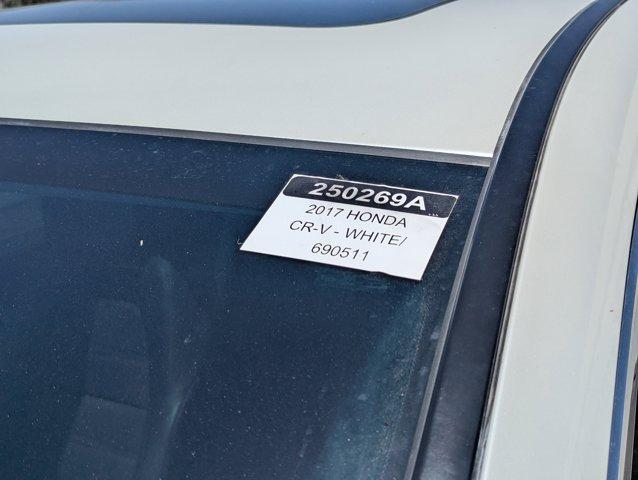 250269A
2017 HONDA
CR-V - WHITE/
690511